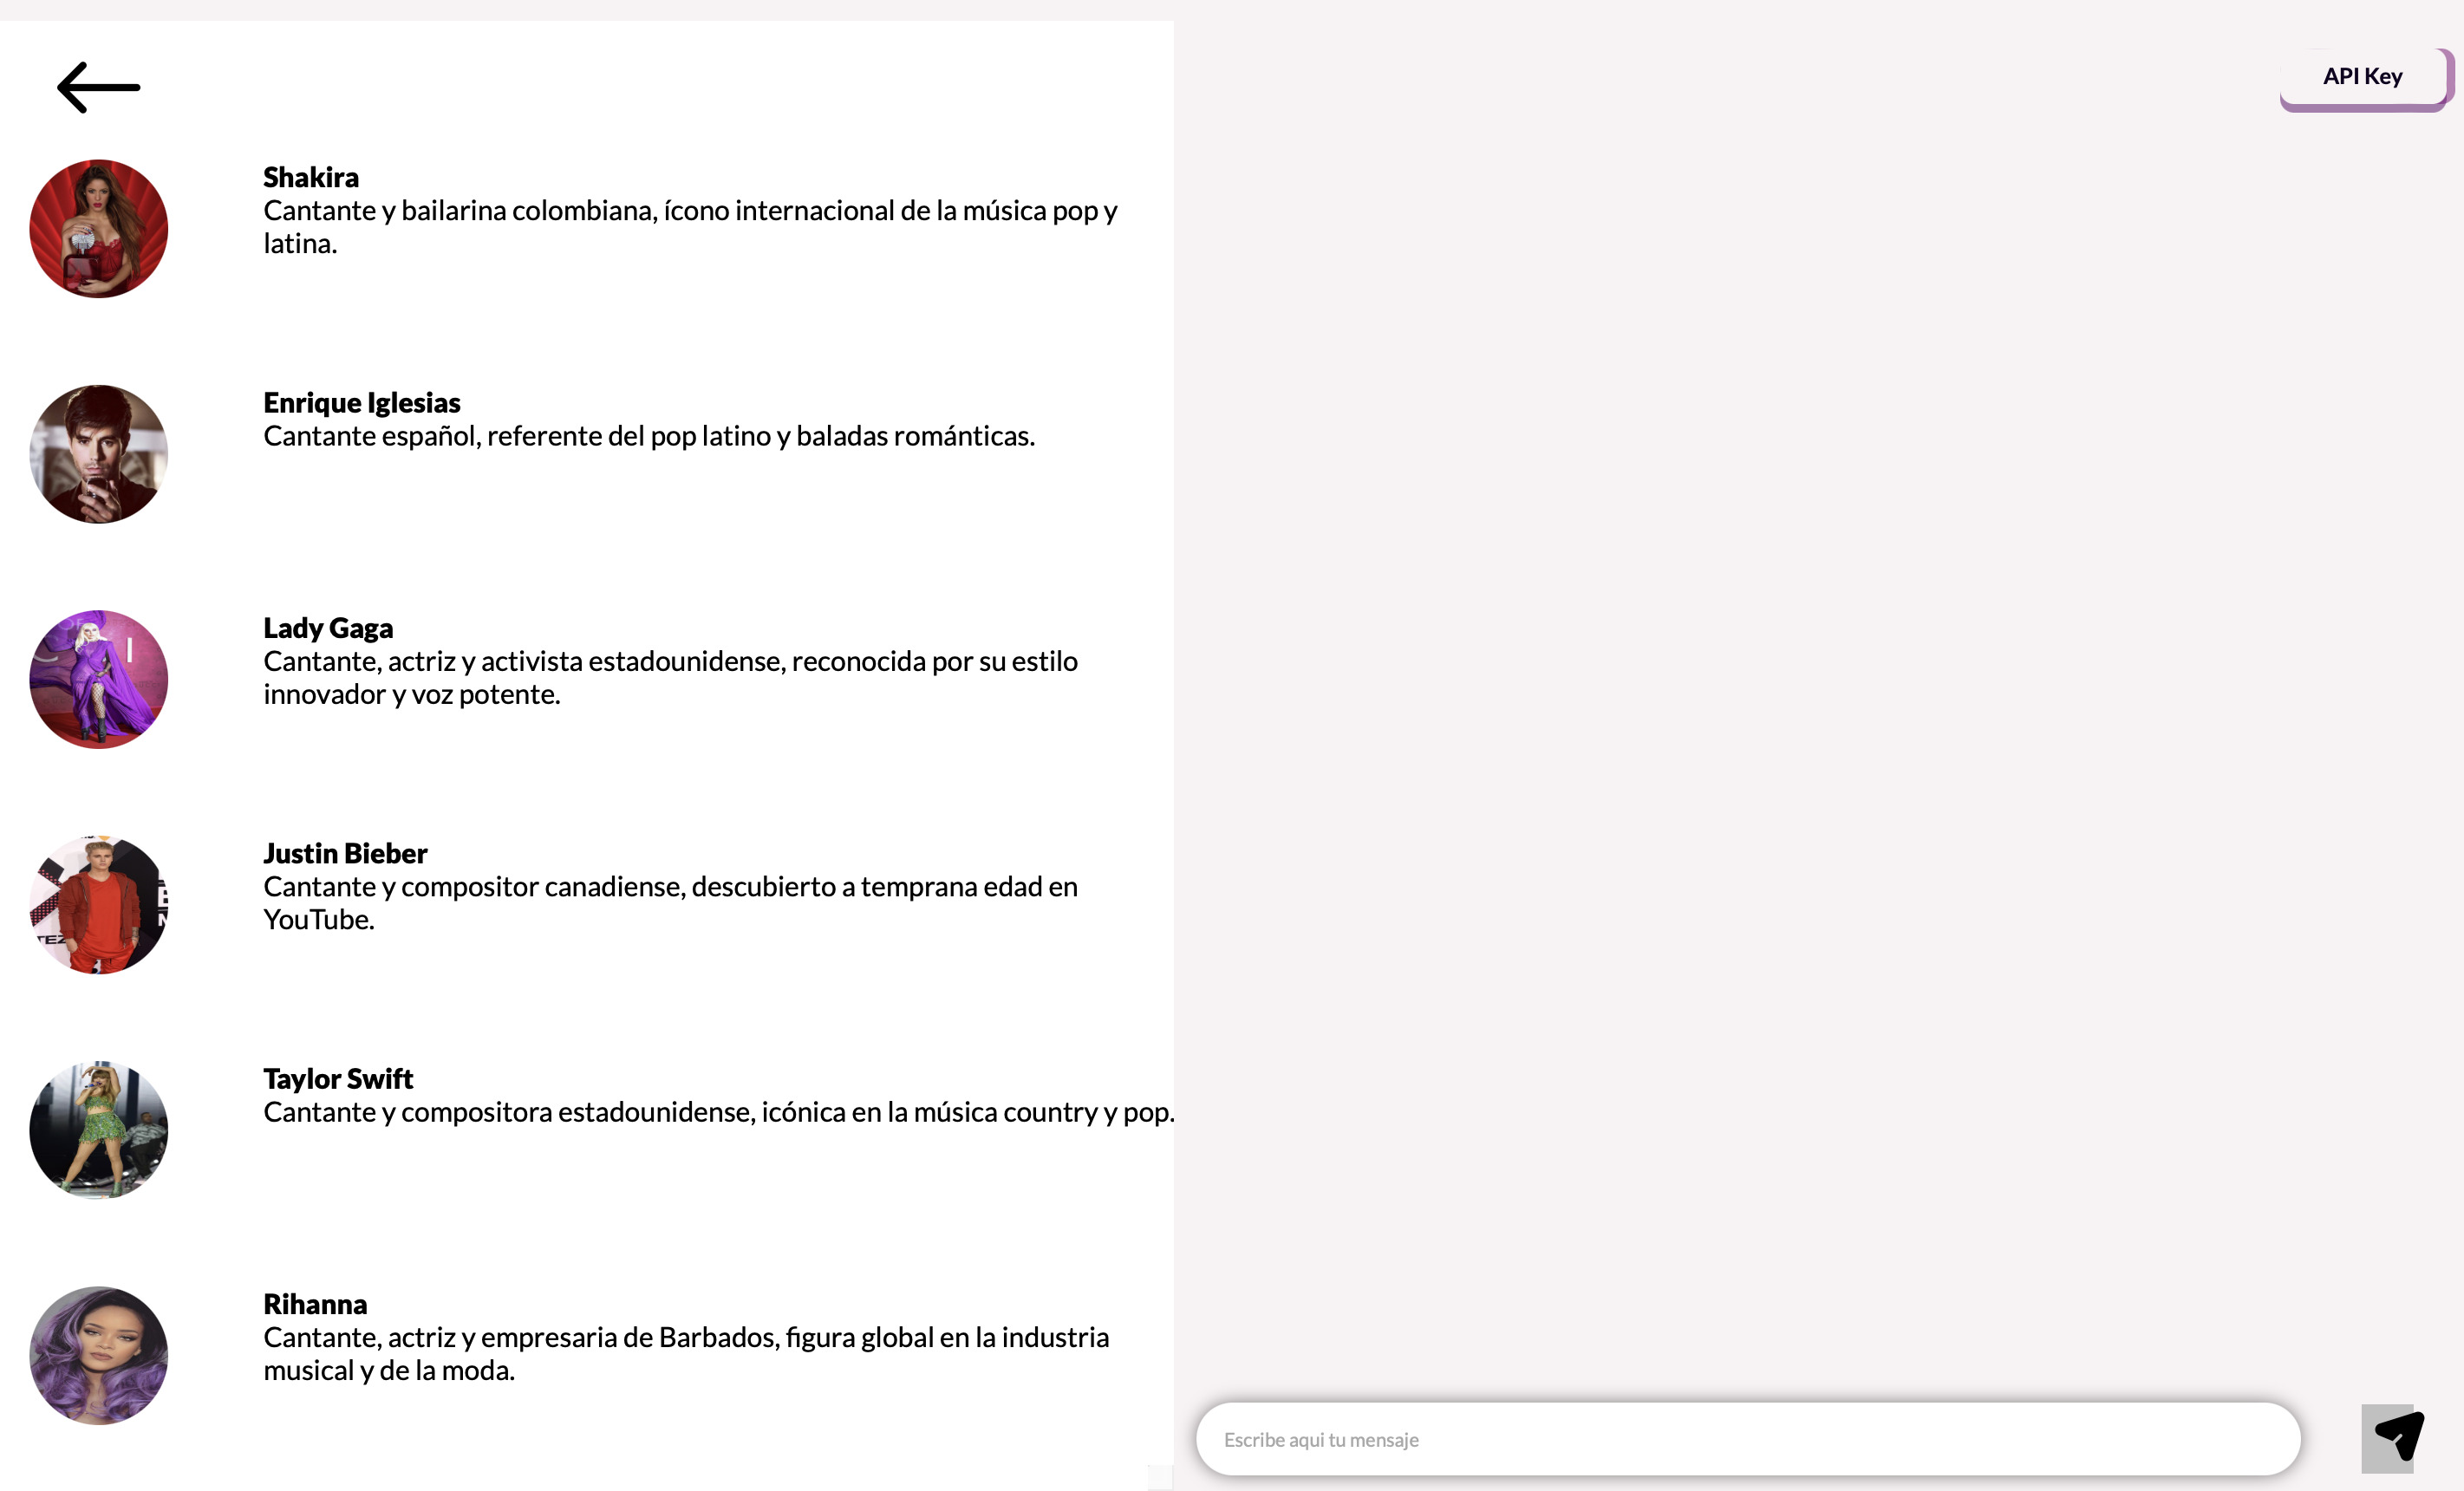 API Key
Shakira
Cantante y bailarina colombiana, ícono internacional de la música pop y
latina.
Enrique Iglesias
Cantante español, referente del pop latino y baladas románticas.
Lady Gaga
Cantante, actriz y activista estadounidense, reconocida por su estilo
innovador y voz potente.
Justin Bieber
Cantante y compositor canadiense, descubierto a temprana edad en
YouTube.
Taylor Swift
Cantante y compositora estadounidense, icónica en la música country y pop.
Rihanna
Cantante, actriz y empresaria de Barbados, figura global en la industria
musical y de la moda.
Escribe aqui tu mensaje